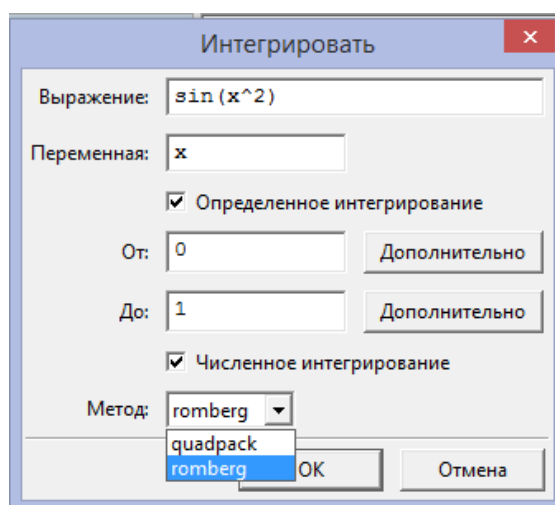 Интегрировать
Выражение: sin(x^2)
Переменная: x
Определенное интегрирование
От: 0 Дополнительно
До: 1 Дополнительно
Численное интегрирование
Метод: romberg
quadpack
romberg OK Отмена